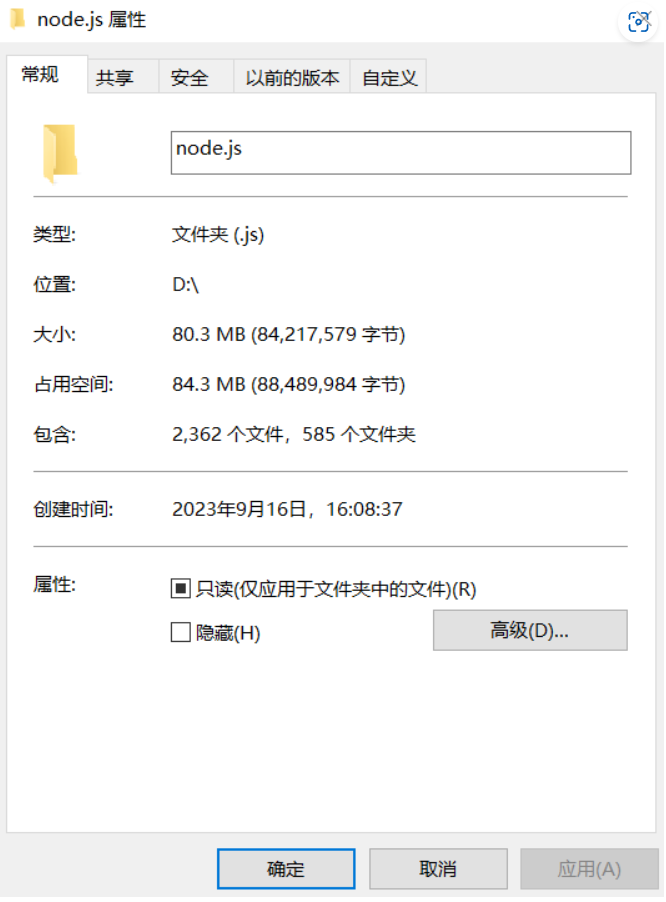 node.js 属性
常规 共享 安全 以前的版本 自定义
node.js
类型: 文件夹 (.js)
位置: D:\
大小: 80.3 MB (84,217,579 字节)
占用空间: 84.3 MB (88,489,984 字节)
包含: 2,362 个文件，585 个文件夹
创建时间: 2023年9月16日，16:08:37
属性: 只读(仅应用于文件夹中的文件)(R)
隐藏(H) 高级(D)...
确定 取消 应用(A)